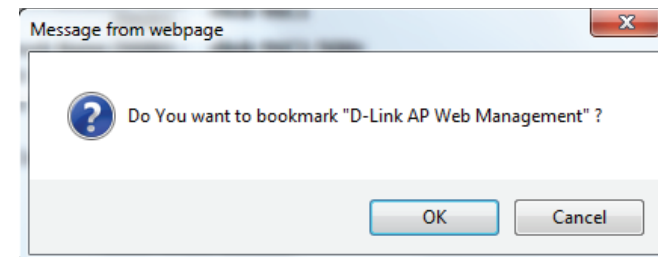 Message from webpage
Do You want to bookmark "D-Link AP Web Management" ?
OK
Cancel